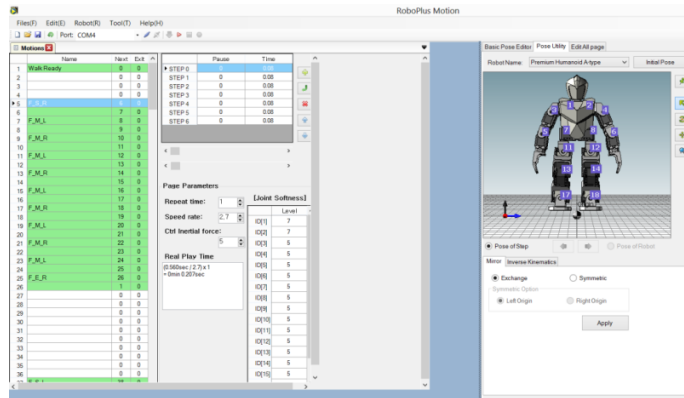 RoboPlus Motion
File(F) Edit(E) Robot(R) Tool(T) Help(H)
Port: COM4
Motions
Name Next Exit
1 Walk Ready 0 0
2 0 0
3 0 0
4 0 0
5 F_S_R 6 0
6 7 0
7 F_M_L 8 0
8 9 0
9 F_M_R 10 0
10 11 0
11 F_M_L 12 0
12 13 0
13 F_M_R 14 0
14 15 0
15 F_M_L 16 0
16 17 0
17 F_M_R 18 0
18 19 0
19 F_M_L 20 0
20 21 0
21 F_M_R 22 0
22 23 0
23 F_M_L 24 0
24 25 0
25 F_E_R 26 0
26 1 0
27 0 0
28 0 0
29 0 0
30 0 0
31 0 0
32 0 0
33 0 0
34 0 0
35 0 0
36 0 0
Pause Time
STEP 0 0 0.08
STEP 1 0 0.08
STEP 2 0 0.08
STEP 3 0 0.08
STEP 4 0 0.08
STEP 5 0 0.08
STEP 6 0 0.08
Page Parameters
Repeat time: 1
Speed rate: 2,7
Ctrl Inertial force:
5
Real Play Time
(0.560sec / 2.7) x 1
= 0min 0.207sec
[Joint Softness]
Level
ID[1] 7
ID[2] 7
ID[3] 5
ID[4] 5
ID[5] 5
ID[6] 5
ID[7] 5
ID[8] 5
ID[9] 5
ID[10] 5
ID[11] 5
ID[12] 5
ID[13] 5
ID[14] 5
ID[15] 5
Basic Pose Editor Pose Utility Edit All page
Robot Name: Premium Humanoid A type Initial Pose
1 2
4
5 7 8 6
11 12
13 14
17 18
Pose of Step Pose of Robot
Mirror Inverse Kinematics
Exchange Symmetric
Symmetric Option
Left Origin Right Origin
Apply